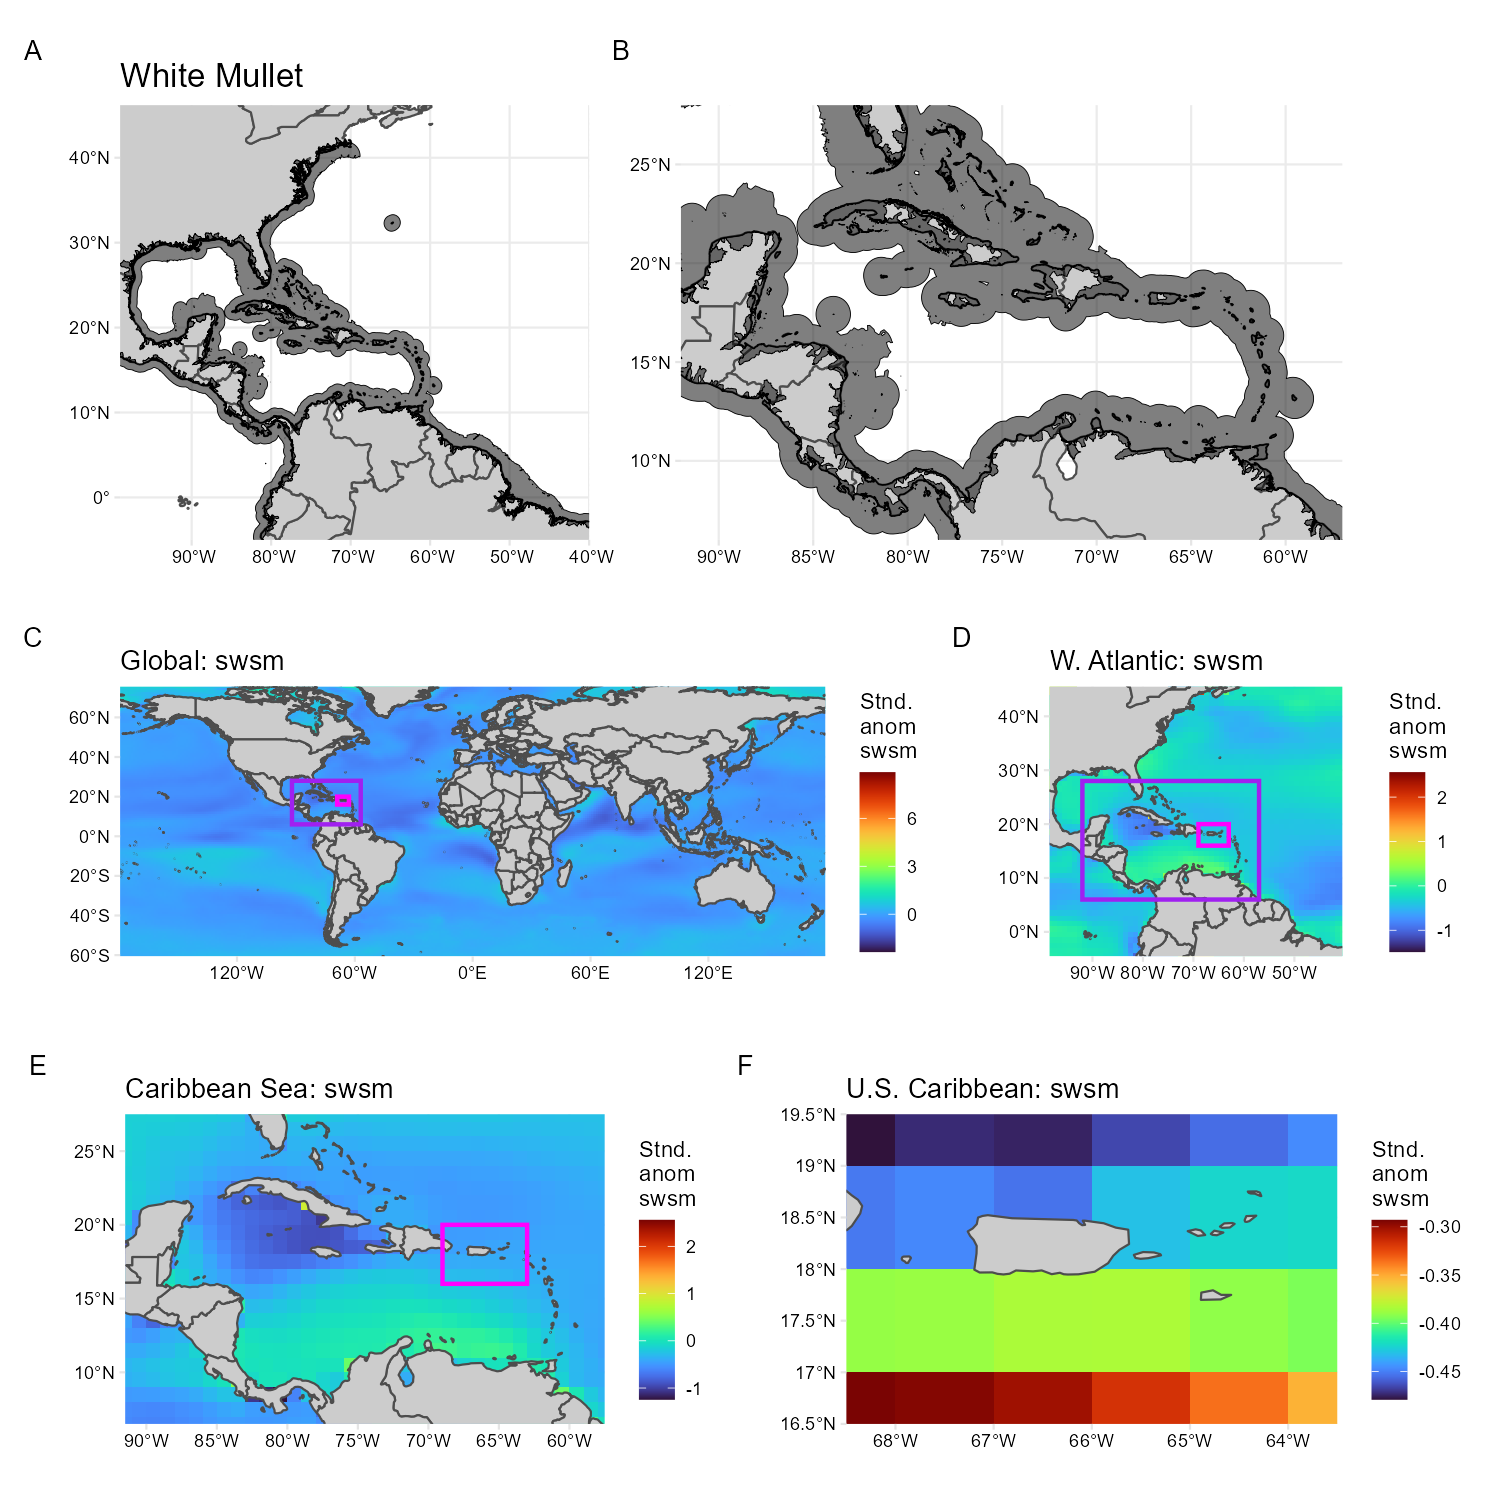 A
B
White Mullet
40°N
30°N
20°N
10°N
0°
90°W 80°W 70°W 60°W 50°W 40°W
25°N
20°N
15°N
10°N
90°W 85°W 80°W 75°W 70°W 65°W 60°W
C
D
Global: swsm
60°N
40°N
20°N
0°N
20°S
40°S
60°S
120°W 60°W 0°E 60°E 120°E
Stnd.
anom
swsm
6
3
0
W. Atlantic: swsm
40°N
30°N
20°N
10°N
0°N
90°W 80°W 70°W 60°W 50°W
Stnd.
anom
swsm
2
1
0
-1
E
F
Caribbean Sea: swsm
25°N
20°N
15°N
10°N
90°W 85°W 80°W 75°W 70°W 65°W 60°W
Stnd.
anom
swsm
2
1
0
-1
U.S. Caribbean: swsm
19.5°N
19°N
18.5°N
18°N
17.5°N
17°N
16.5°N
68°W 67°W 66°W 65°W 64°W
Stnd.
anom
swsm
-0.30
-0.35
-0.40
-0.45